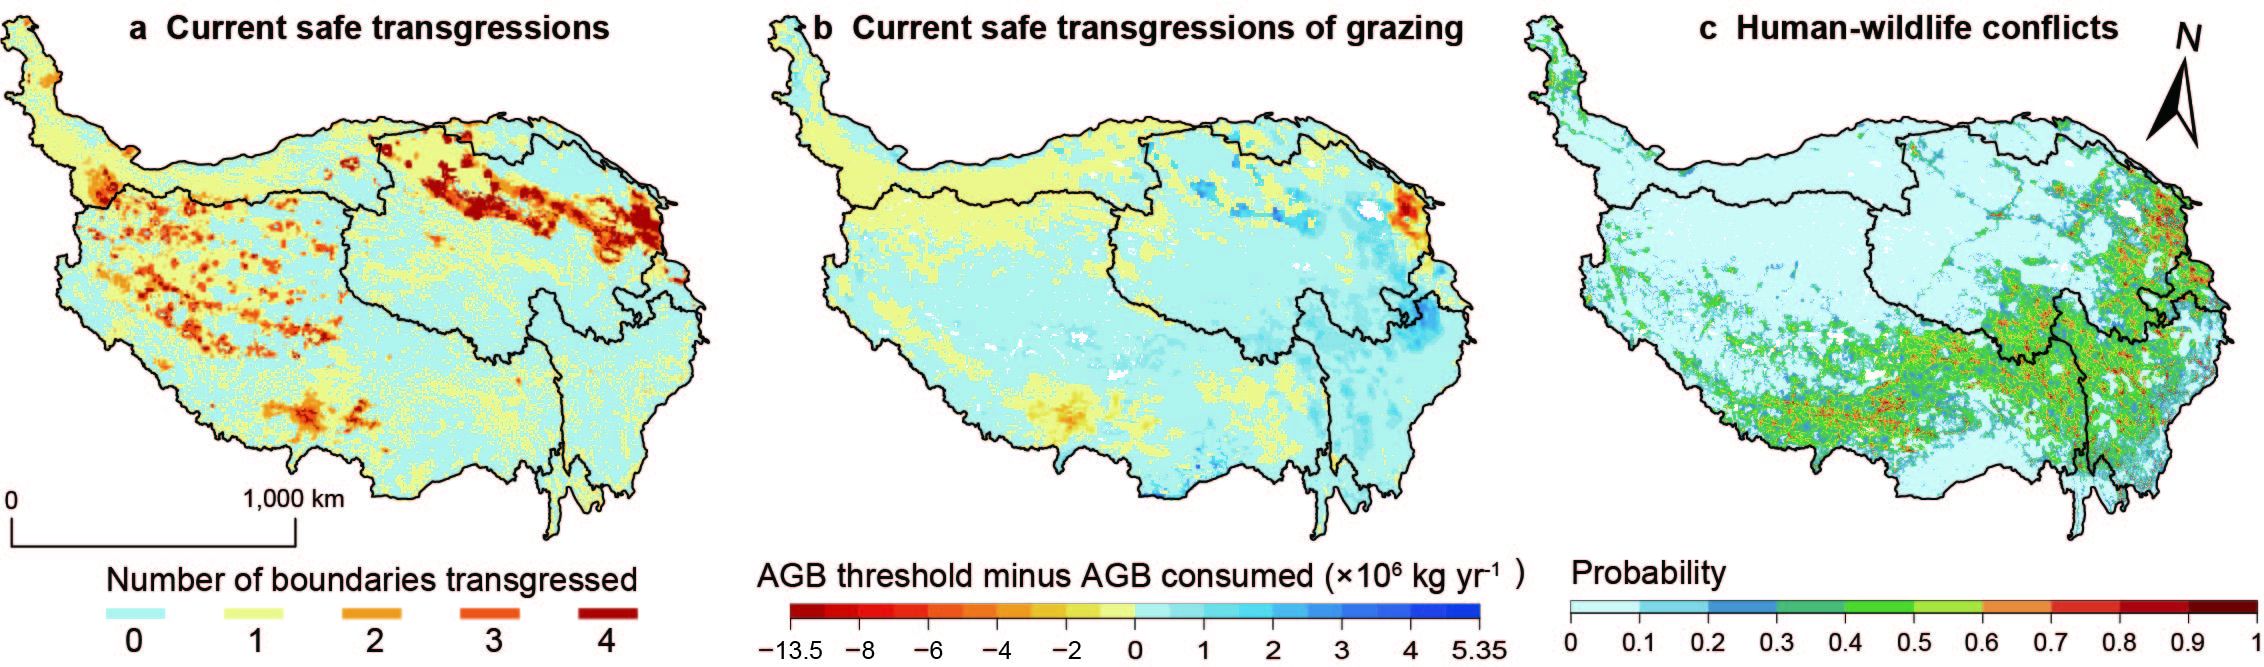 a Current safe transgressions
b Current safe transgressions of grazing
c Human-wildlife conflicts
N
0 1,000 km
Number of boundaries transgressed
0 1 2 3 4
AGB threshold minus AGB consumed (×10⁶ kg yr⁻¹ )
−13.5 −8 −6 −4 −2 0 1 2 3 4 5.35
Probability
0 0.1 0.2 0.3 0.4 0.5 0.6 0.7 0.8 0.9 1